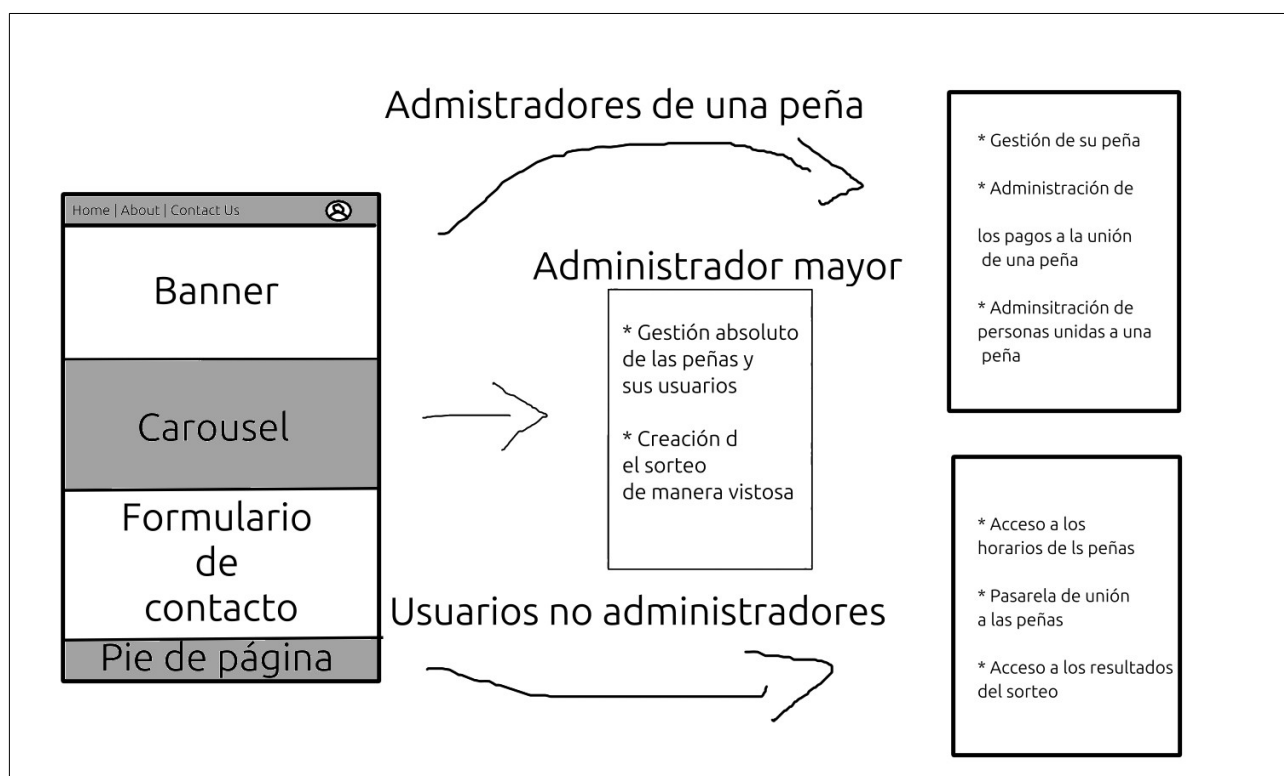 Home | About | Contact Us
Banner
Carousel
Formulario
de
contacto
Pie de página
Admistradores de una peña
* Gestión de su peña
* Administración de
los pagos a la unión
de una peña
* Adminsitración de
personas unidas a una
peña
Administrador mayor
* Gestión absoluto
de las peñas y
sus usuarios
* Creación d
el sorteo
de manera vistosa
Usuarios no administradores
* Acceso a los
horarios de ls peñas
* Pasarela de unión
a las peñas
* Acceso a los resultados
del sorteo